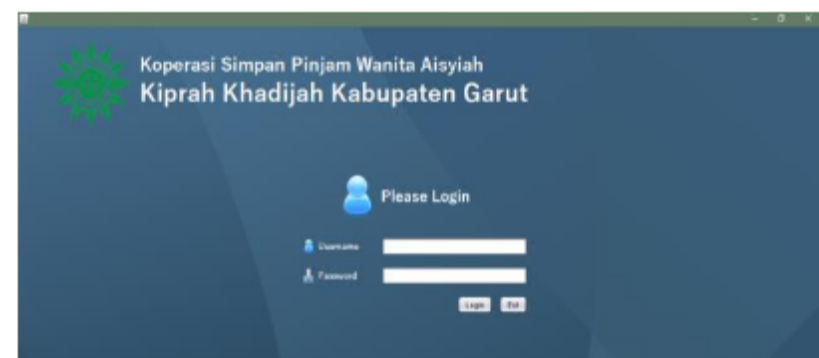 Koperasi Simpan Pinjam Wanita Aisyiah
Kiprah Khadijah Kabupaten Garut
Please Login
Username
Password
Login Exit